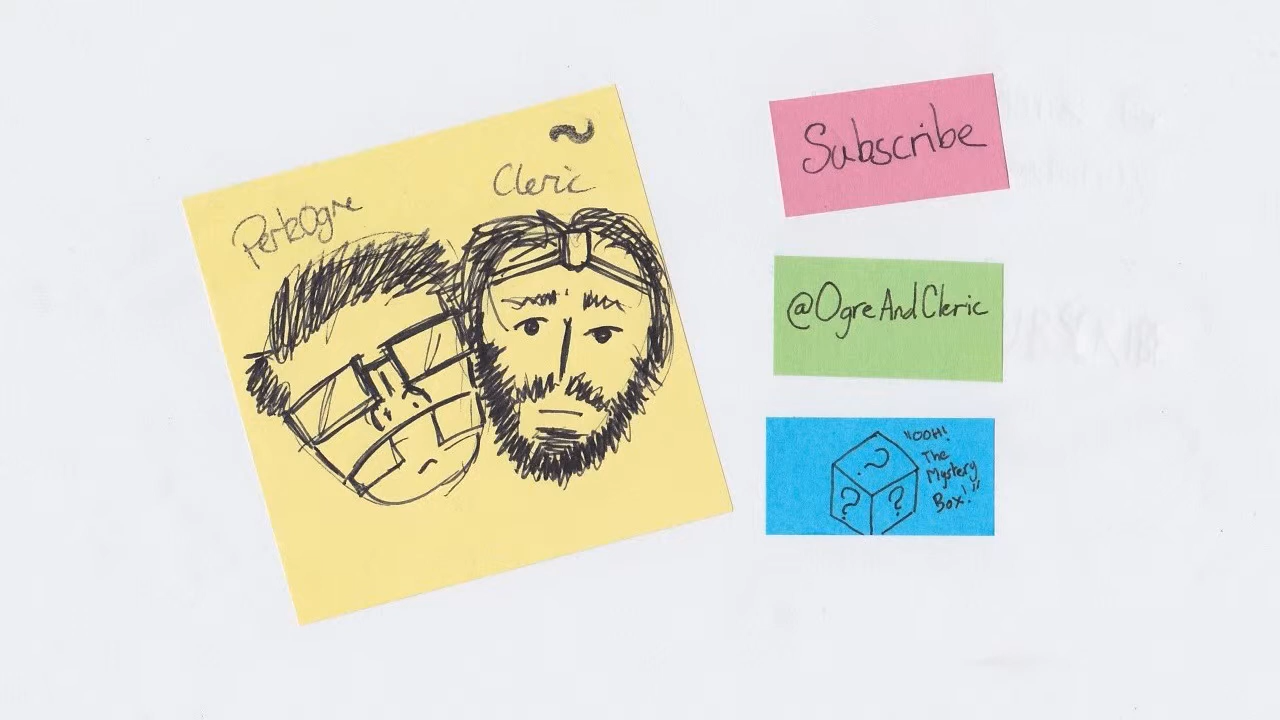 ~
Cleric
PerkOgre
Subscribe
@OgreAndCleric
"OOH!
The
Mystery
Box!"
? ? ?